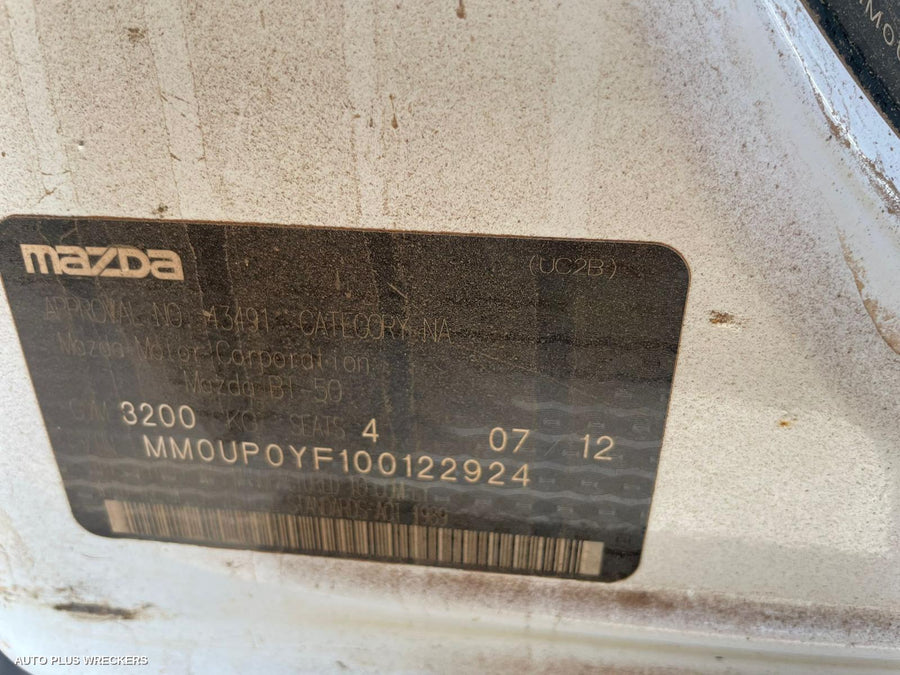 mazda
(UC2B)
APPROVAL NO. 43491 CATEGORY NA
Mazda Motor Corporation
Mazda BT-50
GVM 3200 KG. SEATS 4 07/12
MM0UP0YF100122924
STANDARDS ACT 1989
AUTO PLUS WRECKERS